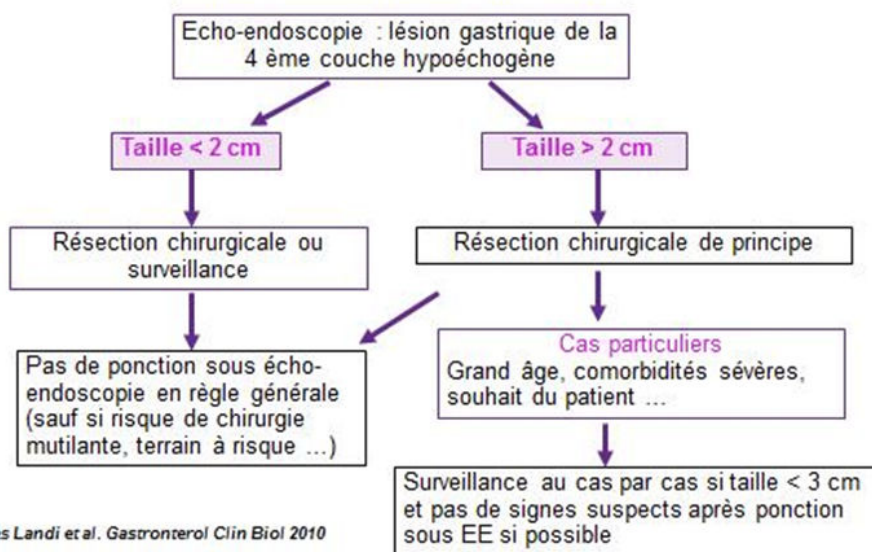 Echo-endoscopie : lésion gastrique de la
4 ème couche hypoéchogène
Taille < 2 cm
Taille > 2 cm
Résection chirurgicale ou
surveillance
Résection chirurgicale de principe
Pas de ponction sous écho-
endoscopie en règle générale
(sauf si risque de chirurgie
mutilante, terrain à risque ...)
Cas particuliers
Grand âge, comorbidités sévères,
souhait du patient ...
Surveillance au cas par cas si taille < 3 cm
et pas de signes suspects après ponction
sous EE si possible
Landi et al. Gastronterol Clin Biol 2010